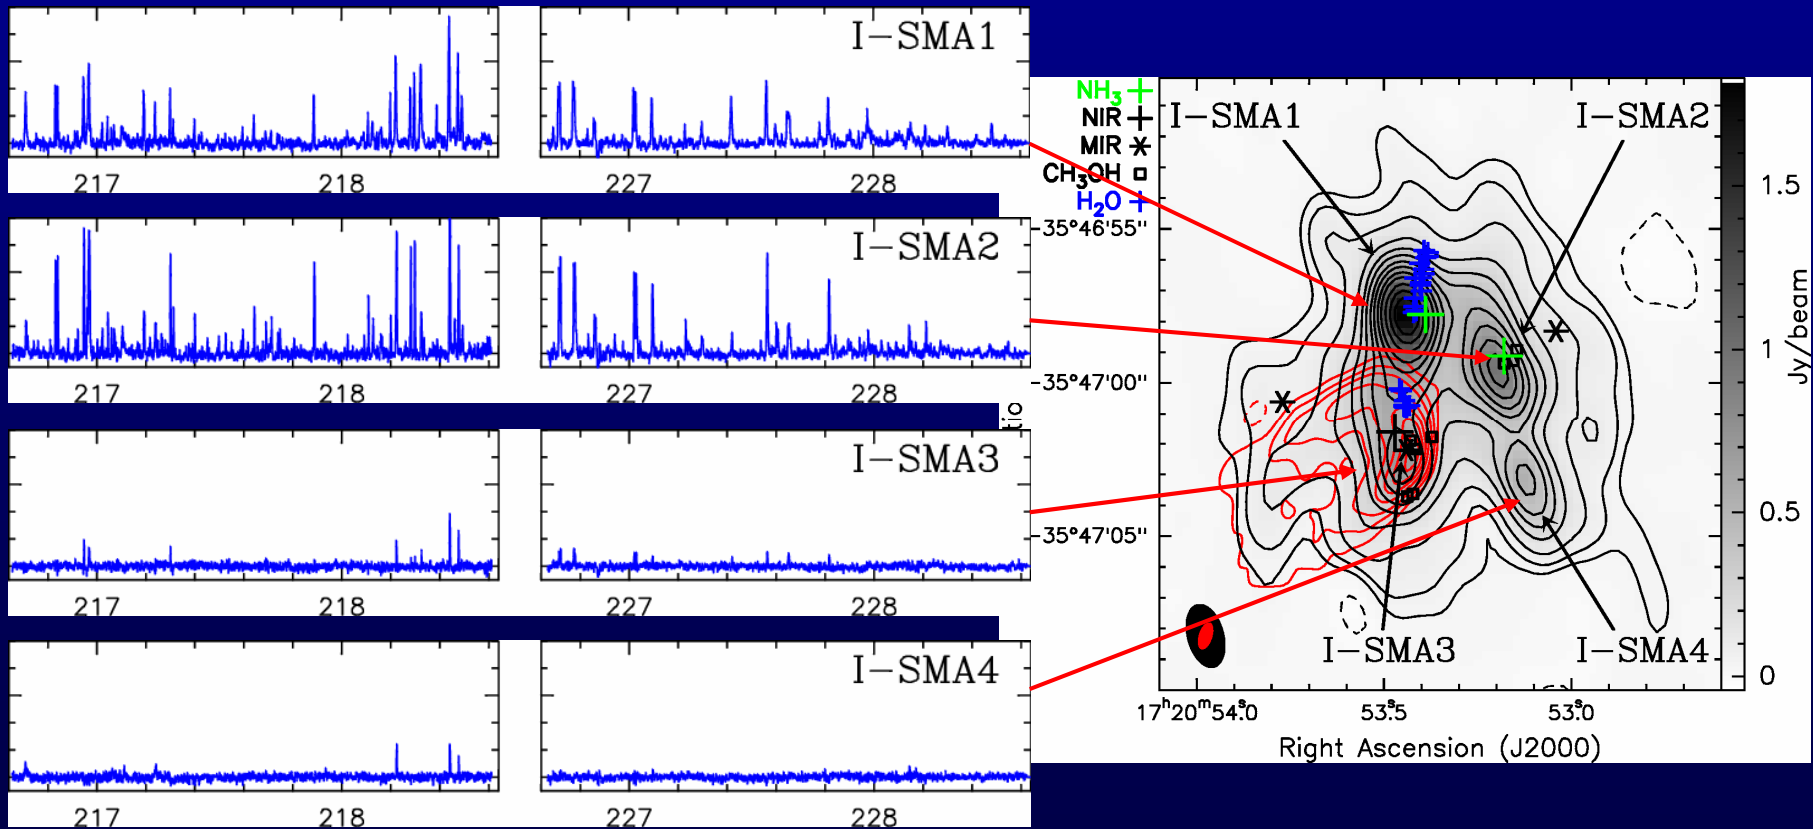 I-SMA1
217 218 227 228
I-SMA2
217 218 227 228
I-SMA3
217 218 227 228
I-SMA4
217 218 227 228
NH3
NIR
MIR
CH3OH
H2O
I-SMA1 I-SMA2
-35°46'55"
-35°47'00"
-35°47'05"
I-SMA3 I-SMA4
17h20m54s.0 53s.5 53s.0
Right Ascension (J2000)
1.5
1
0.5
0
Jy/beam